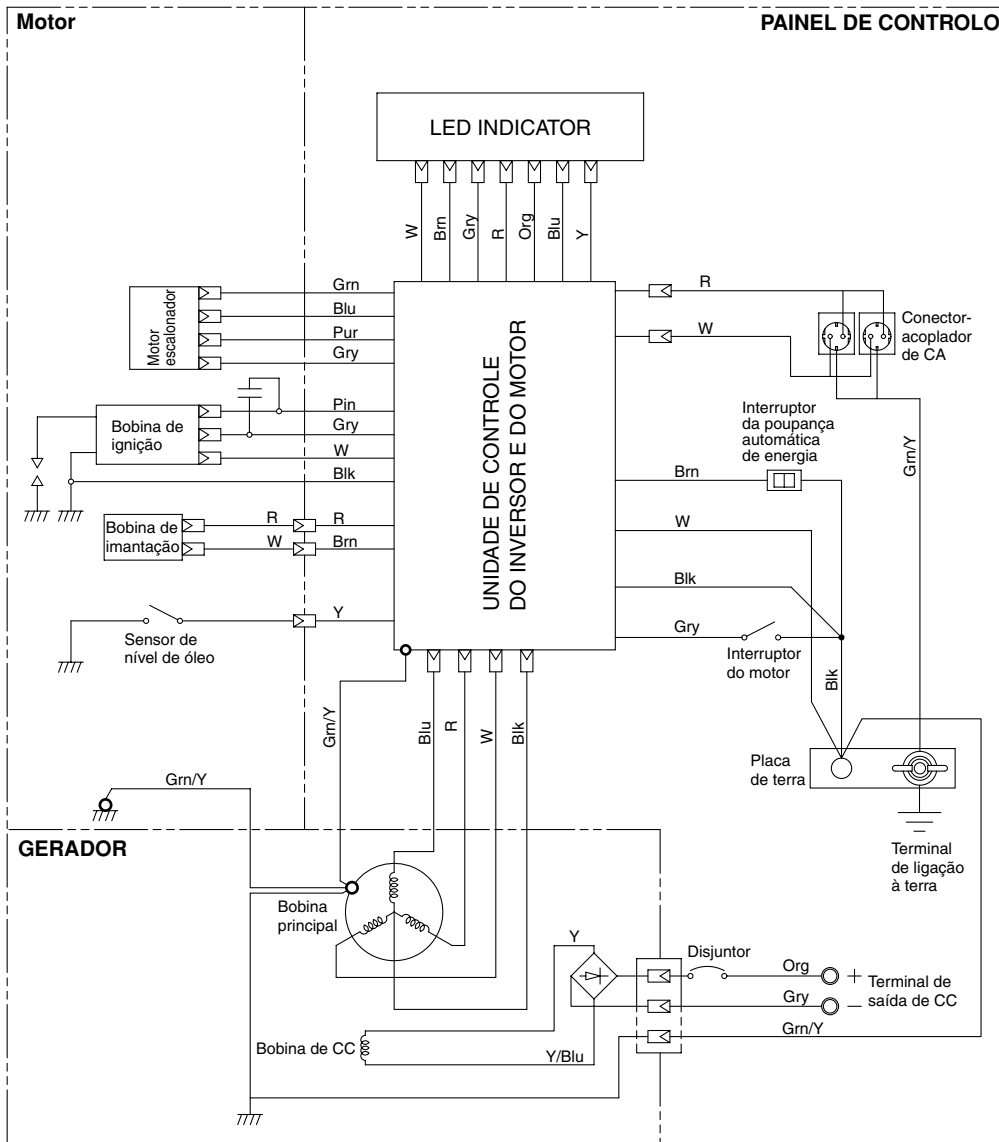 Motor
PAINEL DE CONTROLO
LED INDICATOR
W
Brn
Gry
R
Org
Blu
Y
Motor
escalonador
Grn
Blu
Pur
Gry
R
W
Conector-
acoplador
de CA
Bobina de
ignição
Pin
Gry
W
Blk
Interruptor
da poupança
automática
de energia
Grn/Y
UNIDADE DE CONTROLE
DO INVERSOR E DO MOTOR
Brn
W
Blk
Gry
Bobina de
imantação
R
R
W
Brn
Y
Sensor de
nível de óleo
Interruptor
do motor
Blk
Grn/Y
Blu
R
W
Blk
Placa
de terra
Terminal
de ligação
à terra
Grn/Y
GERADOR
Bobina
principal
Y
Disjuntor
Org
+
Gry
–
Terminal de
saída de CC
Grn/Y
Bobina de CC
Y/Blu